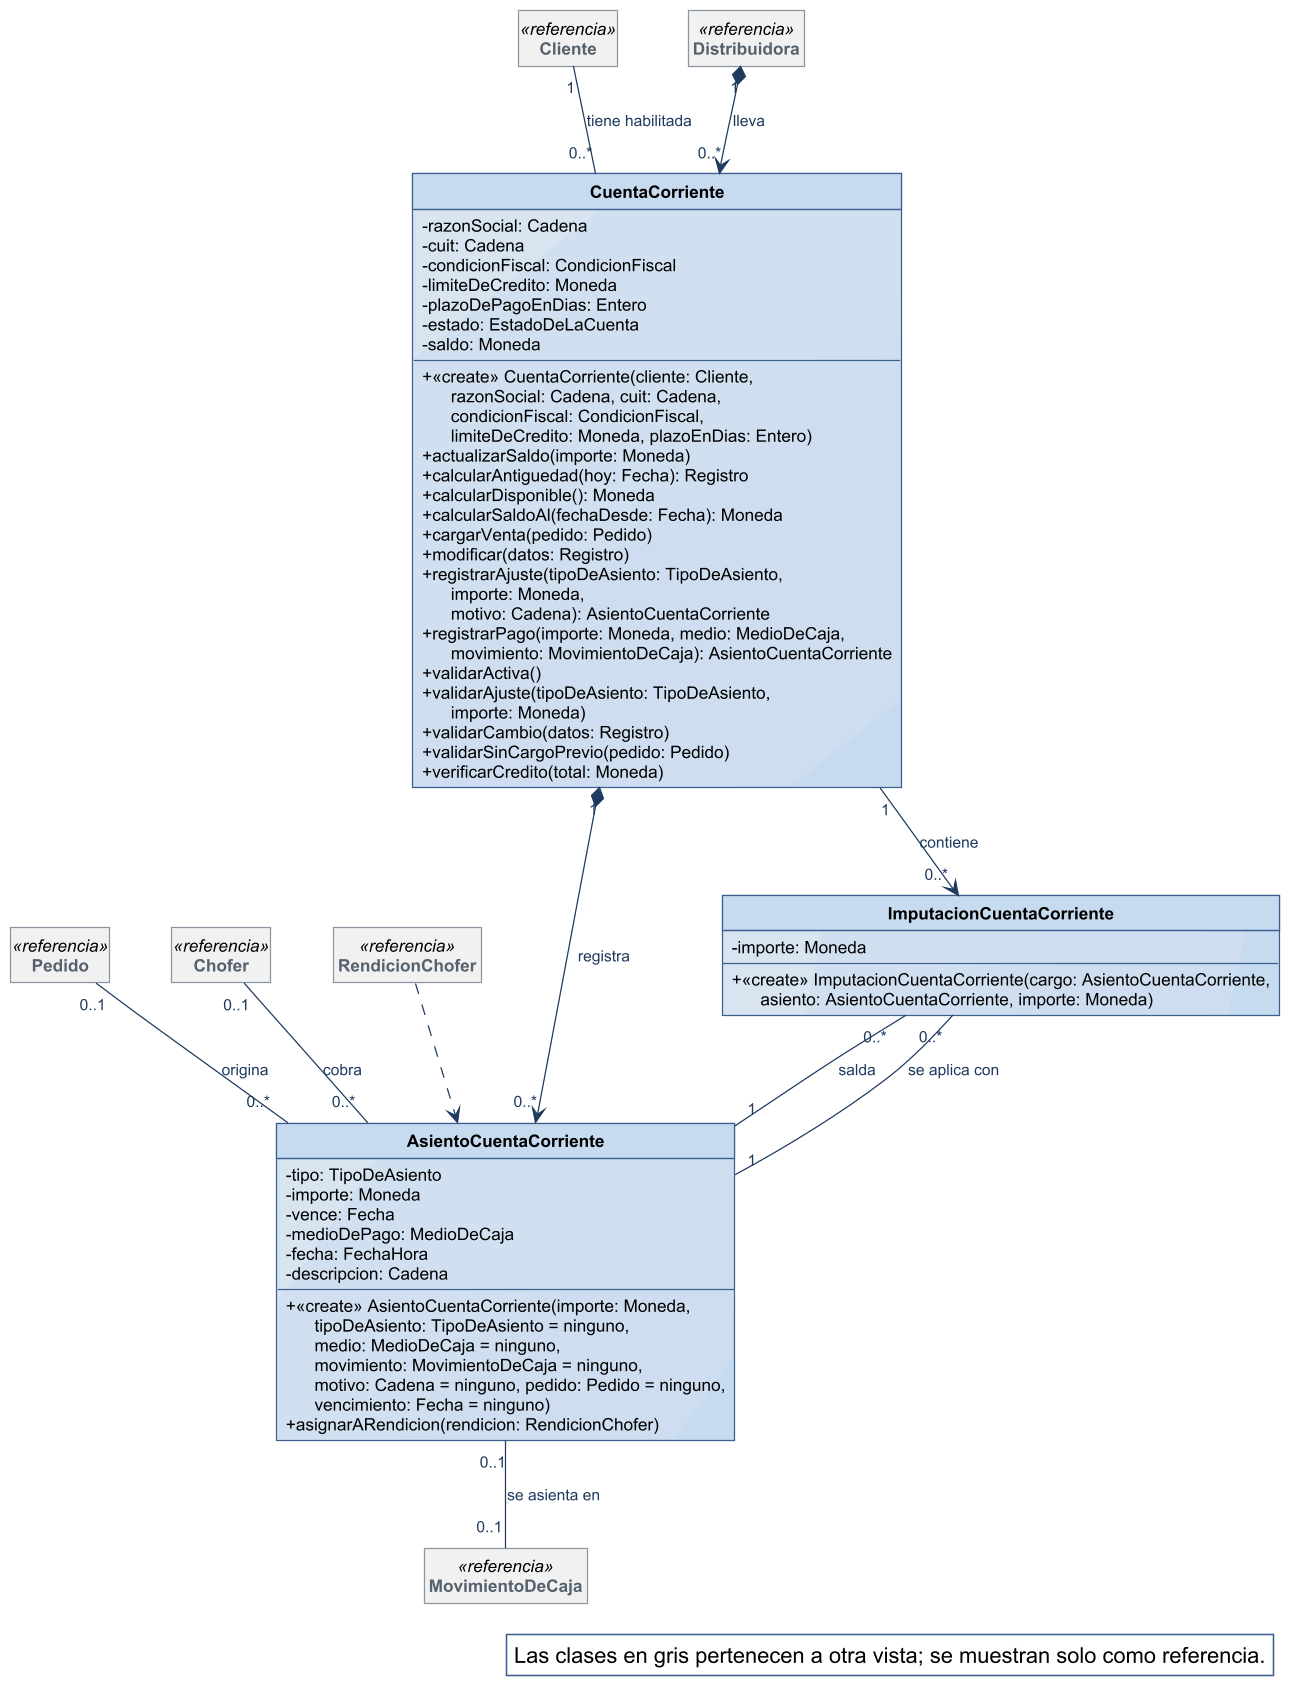 «referencia»
Cliente
«referencia»
Distribuidora
1
1
tiene habilitada
lleva
0..*
0..*
CuentaCorriente
-razonSocial: Cadena
-cuit: Cadena
-condicionFiscal: CondicionFiscal
-limiteDeCredito: Moneda
-plazoDePagoEnDias: Entero
-estado: EstadoDeLaCuenta
-saldo: Moneda
+«create» CuentaCorriente(cliente: Cliente,
razonSocial: Cadena, cuit: Cadena,
condicionFiscal: CondicionFiscal,
limiteDeCredito: Moneda, plazoEnDias: Entero)
+actualizarSaldo(importe: Moneda)
+calcularAntiguedad(hoy: Fecha): Registro
+calcularDisponible(): Moneda
+calcularSaldoAl(fechaDesde: Fecha): Moneda
+cargarVenta(pedido: Pedido)
+modificar(datos: Registro)
+registrarAjuste(tipoDeAsiento: TipoDeAsiento,
importe: Moneda,
motivo: Cadena): AsientoCuentaCorriente
+registrarPago(importe: Moneda, medio: MedioDeCaja,
movimiento: MovimientoDeCaja): AsientoCuentaCorriente
+validarActiva()
+validarAjuste(tipoDeAsiento: TipoDeAsiento,
importe: Moneda)
+validarCambio(datos: Registro)
+validarSinCargoPrevio(pedido: Pedido)
+verificarCredito(total: Moneda)
1
1
contiene
0..*
ImputacionCuentaCorriente
-importe: Moneda
+«create» ImputacionCuentaCorriente(cargo: AsientoCuentaCorriente,
asiento: AsientoCuentaCorriente, importe: Moneda)
«referencia»
Pedido
«referencia»
Chofer
«referencia»
RendicionChofer
registra
0..1
0..1
0..*
0..*
origina
cobra
salda
se aplica con
0..*
0..*
0..*
1
1
AsientoCuentaCorriente
-tipo: TipoDeAsiento
-importe: Moneda
-vence: Fecha
-medioDePago: MedioDeCaja
-fecha: FechaHora
-descripcion: Cadena
+«create» AsientoCuentaCorriente(importe: Moneda,
tipoDeAsiento: TipoDeAsiento = ninguno,
medio: MedioDeCaja = ninguno,
movimiento: MovimientoDeCaja = ninguno,
motivo: Cadena = ninguno, pedido: Pedido = ninguno,
vencimiento: Fecha = ninguno)
+asignarARendicion(rendicion: RendicionChofer)
0..1
se asienta en
0..1
«referencia»
MovimientoDeCaja
Las clases en gris pertenecen a otra vista; se muestran solo como referencia.